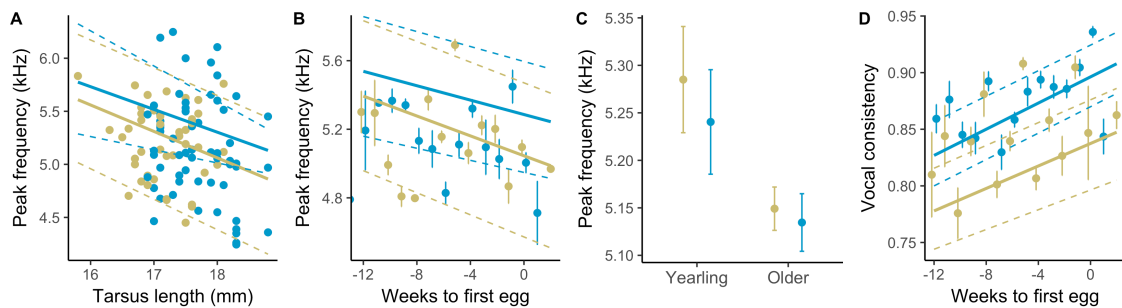 A
Peak frequency (kHz)
6.0
5.5
5.0
4.5
16
17
18
Tarsus length (mm)
B
Peak frequency (kHz)
5.6
5.2
4.8
-12
-8
-4
0
Weeks to first egg
C
Peak frequency (kHz)
5.35
5.30
5.25
5.20
5.15
5.10
Yearling
Older
D
Vocal consistency
0.95
0.90
0.85
0.80
0.75
-12
-8
-4
0
Weeks to first egg